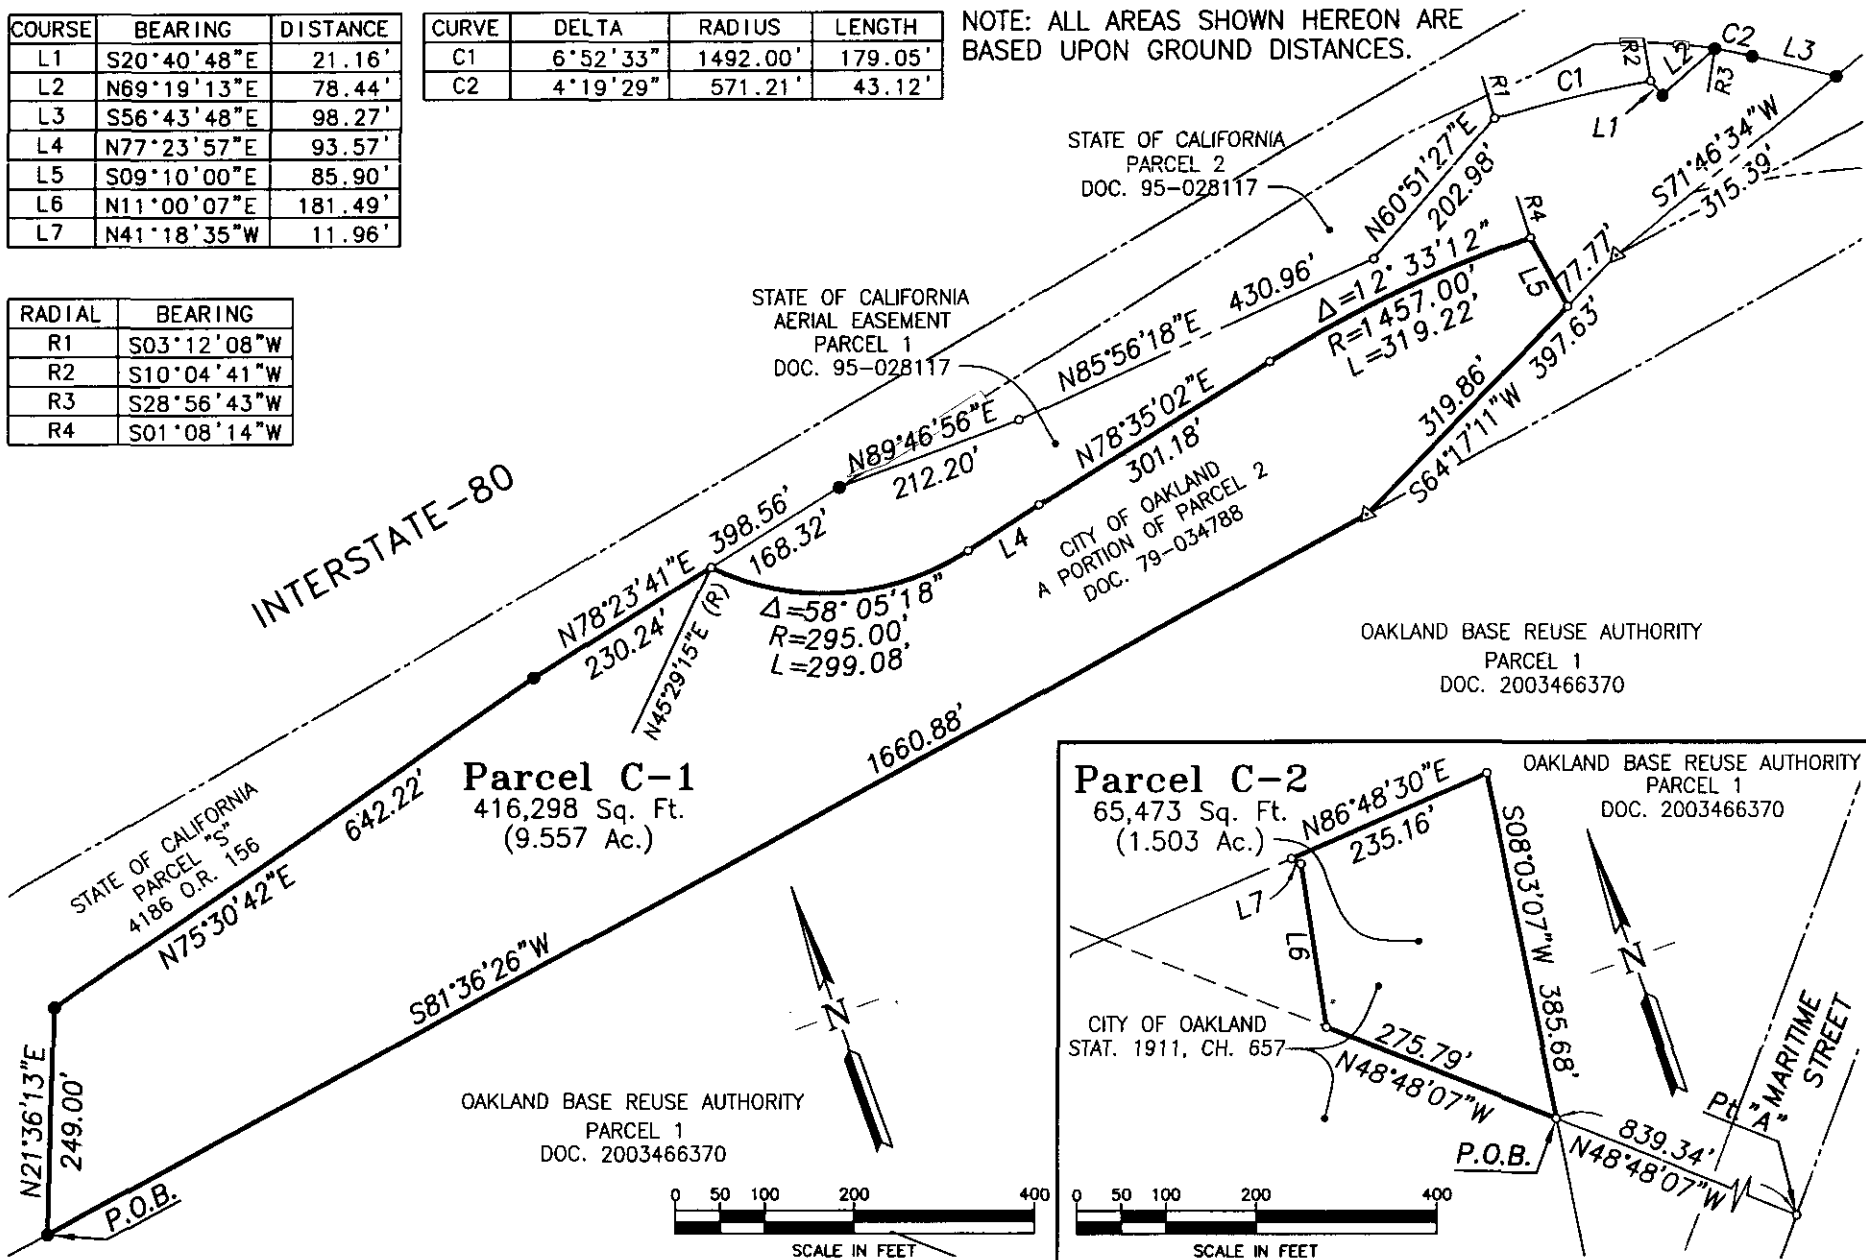 COURSE BEARING DISTANCE
L1 S20°40'48"E 21.16'
L2 N69°19'13"E 78.44'
L3 S56°43'48"E 98.27'
L4 N77°23'57"E 93.57'
L5 S09°10'00"E 85.90'
L6 N11°00'07"E 181.49'
L7 N41°18'35"W 11.96'
CURVE DELTA RADIUS LENGTH
C1 6°52'33" 1492.00' 179.05'
C2 4°19'29" 571.21' 43.12'
NOTE: ALL AREAS SHOWN HEREON ARE
BASED UPON GROUND DISTANCES.
RADIAL BEARING
R1 S03°12'08"W
R2 S10°04'41"W
R3 S28°56'43"W
R4 S01°08'14"W
R1
C1
R2
L2
C2
R3
L3
L1
STATE OF CALIFORNIA
PARCEL 2
DOC. 95-028117
N60°51'27"E
202.98'
S71°46'34"W
315.39'
R4
L5
77.77'
397.63'
319.86'
S64°17'11"W
Δ=12°33'12"
R=1457.00'
L=319.22'
STATE OF CALIFORNIA
AERIAL EASEMENT
PARCEL 1
DOC. 95-028117
N85°56'18"E 430.96'
N89°46'56"E
212.20'
N78°35'02"E
301.18'
L4
CITY OF OAKLAND
A PORTION OF PARCEL 2
DOC. 79-034788
INTERSTATE-80
398.56'
168.32'
N78°23'41"E
230.24'
N45°29'15"E (R)
Δ=58°05'18"
R=295.00'
L=299.08'
OAKLAND BASE REUSE AUTHORITY
PARCEL 1
DOC. 2003466370
Parcel C-1
416,298 Sq. Ft.
(9.557 Ac.)
1660.88'
S81°36'26"W
642.22'
N75°30'42"E
STATE OF CALIFORNIA
PARCEL "S"
4186 O.R. 156
N21°36'13"E
249.00'
P.O.B.
N
OAKLAND BASE REUSE AUTHORITY
PARCEL 1
DOC. 2003466370
0 50 100 200 400
SCALE IN FEET
Parcel C-2
65,473 Sq. Ft.
(1.503 Ac.)
N86°48'30"E
235.16'
OAKLAND BASE REUSE AUTHORITY
PARCEL 1
DOC. 2003466370
S08°03'07"W 385.68'
L7
L6
N
CITY OF OAKLAND
STAT. 1911, CH. 657
275.79'
N48°48'07"W
P.O.B.
839.34'
N48°48'07"W
Pt. "A"
MARITIME
STREET
0 50 100 200 400
SCALE IN FEET